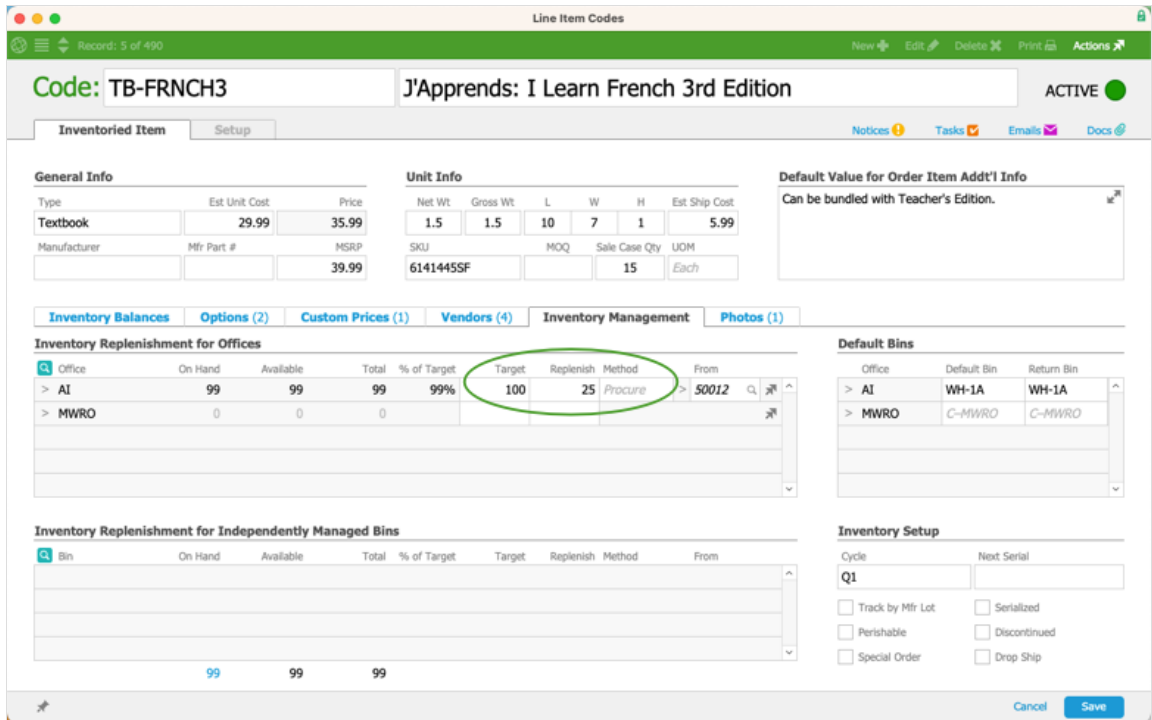 Line Item Codes
Record: 5 of 490 New Edit Delete Print Actions
Code: TB-FRNCH3 J'Apprends: I Learn French 3rd Edition ACTIVE
Inventoried Item Setup Notices Tasks Emails Docs
General Info Unit Info Default Value for Order Item Addt'l Info
Type Est Unit Cost Price Net Wt Gross Wt L W H Est Ship Cost Can be bundled with Teacher's Edition.
Textbook 29.99 35.99 1.5 1.5 10 7 1 5.99
Manufacturer Mfr Part # MSRP SKU MOQ Sale Case Qty UOM
39.99 6141445SF 15 Each
Inventory Balances Options (2) Custom Prices (1) Vendors (4) Inventory Management Photos (1)
Inventory Replenishment for Offices Default Bins
Office On Hand Available Total % of Target Target Replenish Method From Office Default Bin Return Bin
> AI 99 99 99 99% 100 25 Procure > 50012 > AI WH-1A WH-1A
> MWRO 0 0 0 > MWRO C–MWRO C–MWRO
Inventory Replenishment for Independently Managed Bins Inventory Setup
Bin On Hand Available Total % of Target Target Replenish Method From Cycle Next Serial
Q1
Track by Mfr Lot Serialized
Perishable Discontinued
Special Order Drop Ship
99 99 99
Cancel Save